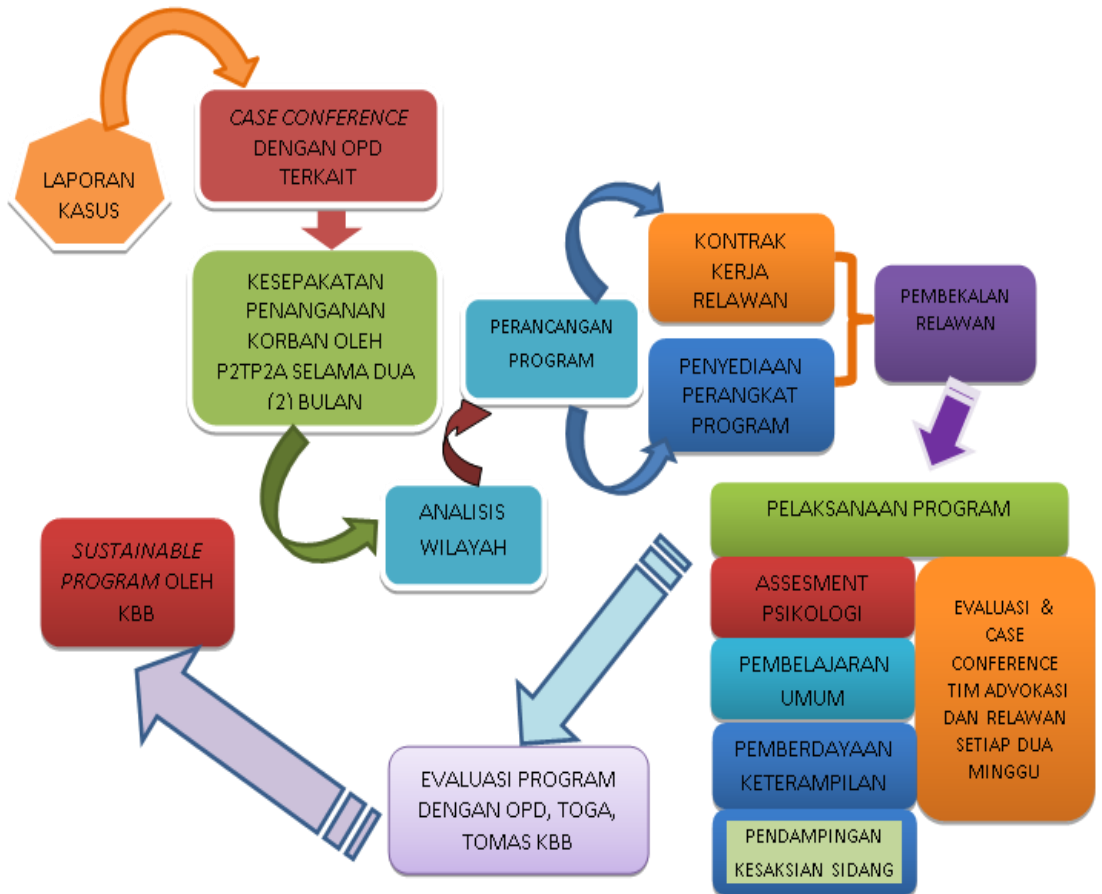 LAPORAN
KASUS
CASE CONFERENCE
DENGAN OPD
TERKAIT
KESEPAKATAN
PENANGANAN
KORBAN OLEH
P2TP2A SELAMA DUA
(2) BULAN
ANALISIS
WILAYAH
PERANCANGAN
PROGRAM
KONTRAK
KERJA
RELAWAN
PENYEDIAAN
PERANGKAT
PROGRAM
PEMBEKALAN
RELAWAN
PELAKSANAAN PROGRAM
ASSESMENT
PSIKOLOGI
PEMBELAJARAN
UMUM
PEMBERDAYAAN
KETERAMPILAN
PENDAMPINGAN
KESAKSIAN SIDANG
EVALUASI &
CASE
CONFERENCE
TIM ADVOKASI
DAN RELAWAN
SETIAP DUA
MINGGU
EVALUASI PROGRAM
DENGAN OPD, TOGA,
TOMAS KBB
SUSTAINABLE
PROGRAM OLEH
KBB